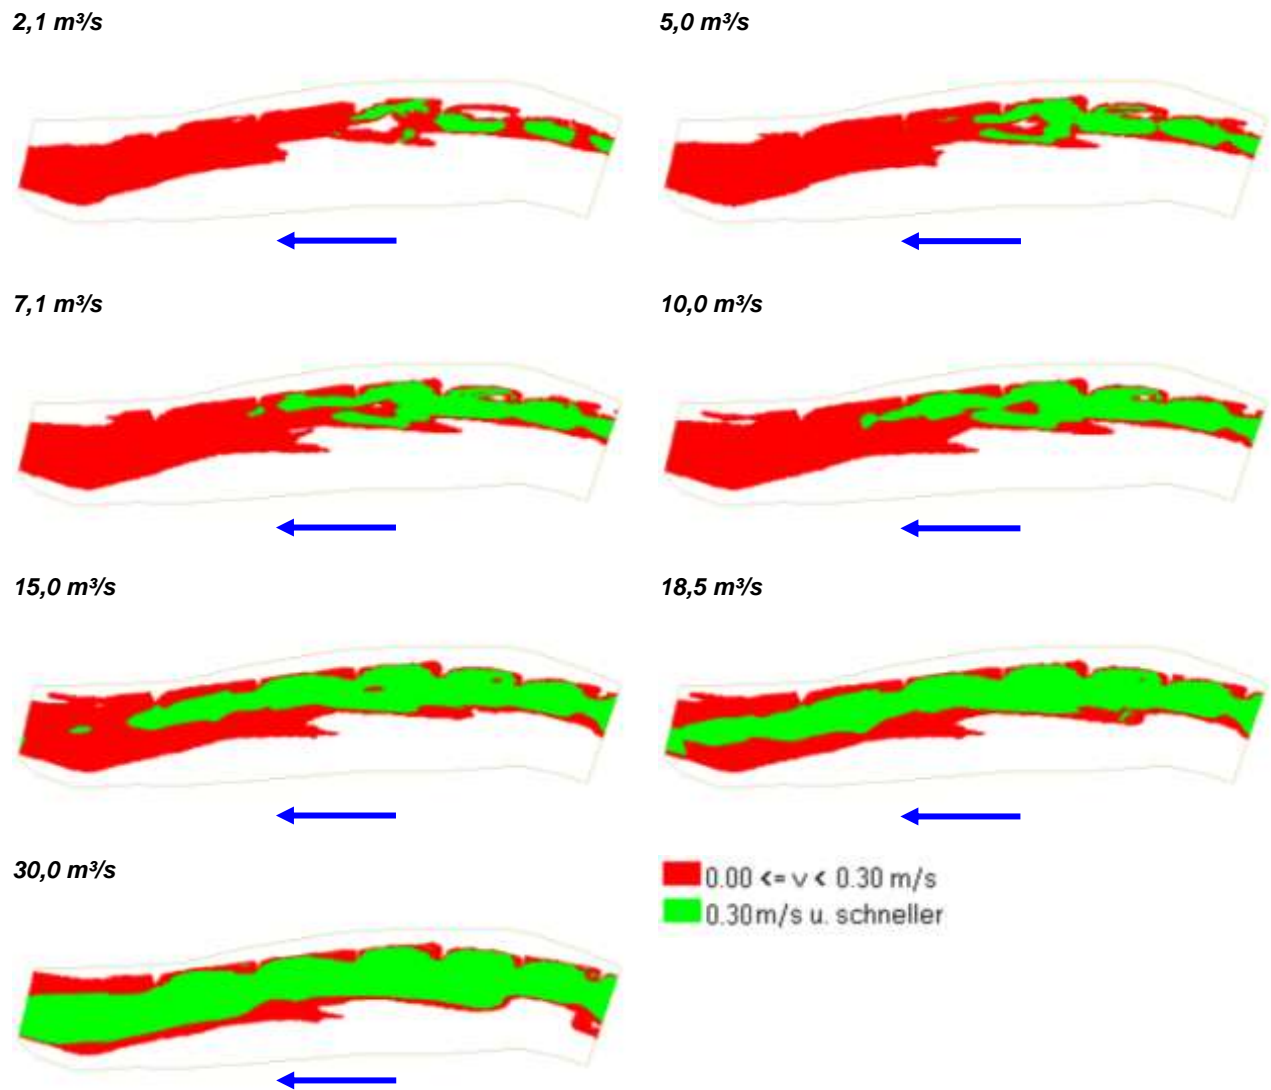 2,1 m³/s
5,0 m³/s
7,1 m³/s
10,0 m³/s
15,0 m³/s
18,5 m³/s
30,0 m³/s
0.00 <= v < 0.30 m/s
0.30m/s u. schneller